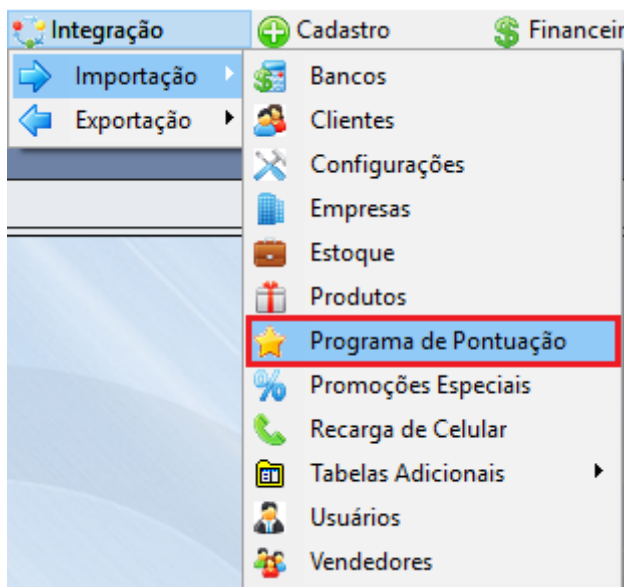 Integração Cadastro Financeir
Importação
Exportação
Bancos
Clientes
Configurações
Empresas
Estoque
Produtos
Programa de Pontuação
Promoções Especiais
Recarga de Celular
Tabelas Adicionais
Usuários
Vendedores